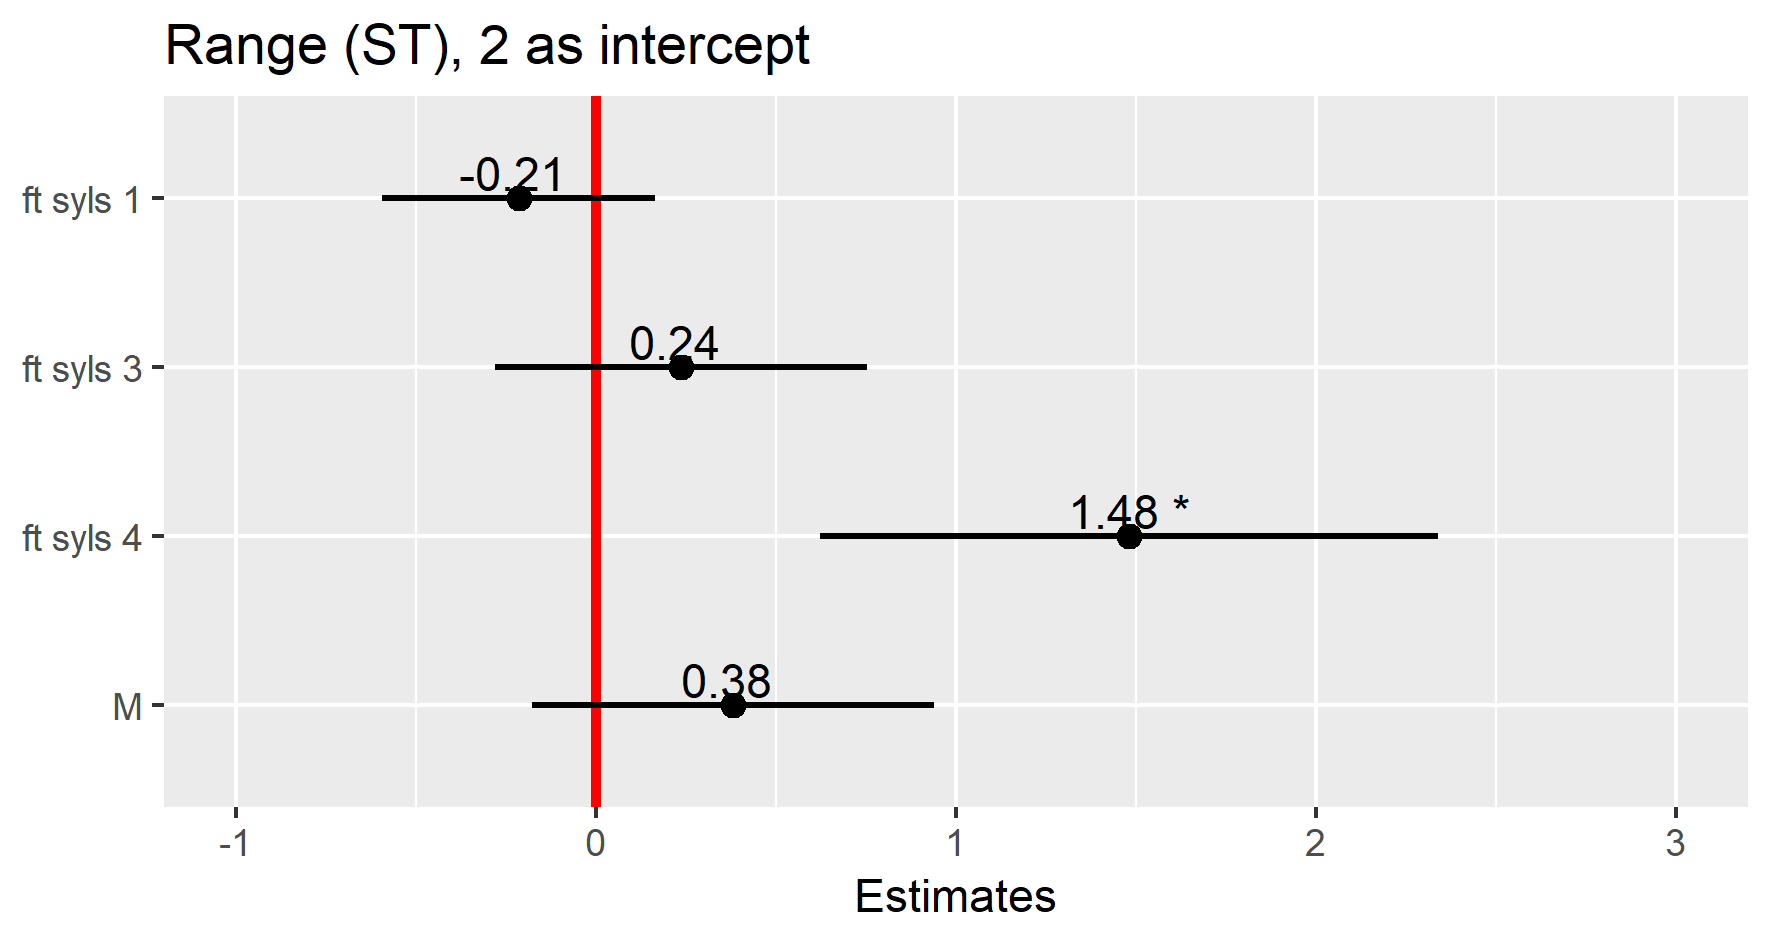 Range (ST), 2 as intercept
ft syls 1
-0.21
ft syls 3
0.24
ft syls 4
1.48 *
M
0.38
-1 0 1 2 3
Estimates